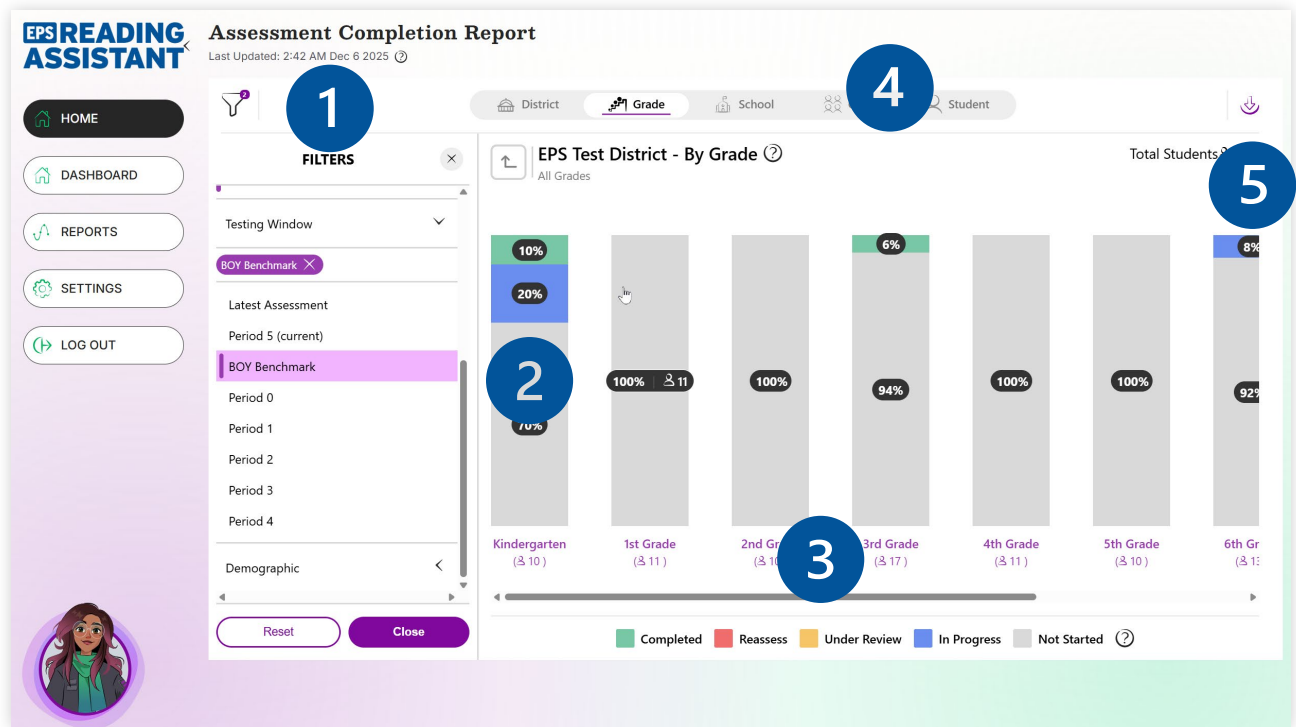 EPS READING
ASSISTANT
Assessment Completion Report
Last Updated: 2:42 AM Dec 6 2025 ?
HOME
DASHBOARD
REPORTS
SETTINGS
LOG OUT
2
1
District
Grade
School
4
Student
FILTERS
Testing Window
BOY Benchmark
Latest Assessment
Period 5 (current)
BOY Benchmark
Period 0
Period 1
Period 2
Period 3
Period 4
Demographic
Reset
Close
EPS Test District - By Grade ?
All Grades
Total Students
5
10%
20%
2
70%
100% 11
100%
6%
94%
100%
100%
8%
92%
Kindergarten
(10)
1st Grade
(11)
2nd
3
3rd Grade
(17)
4th Grade
(11)
5th Grade
(10)
6th
Completed
Reassess
Under Review
In Progress
Not Started ?